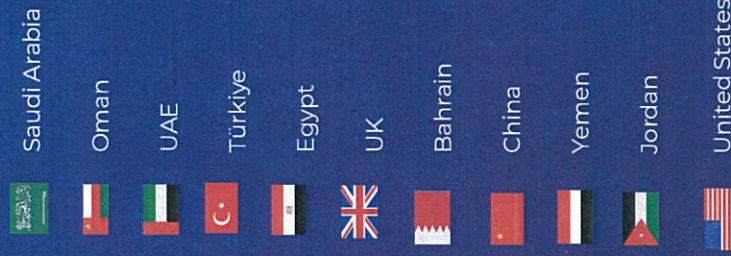 Saudi Arabia
Oman
UAE
Türkiye
Egypt
UK
Bahrain
China
Yemen
Jordan
United States